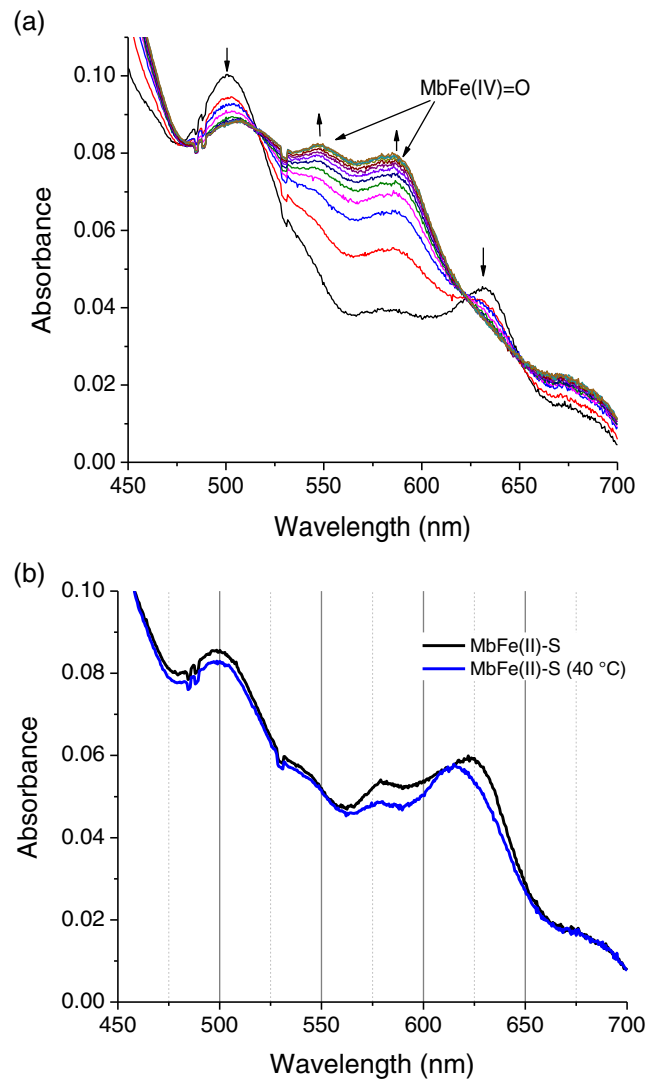 (a)
MbFe(IV)=O
0.10
0.08
0.06
0.04
0.02
0.00
Absorbance
450 500 550 600 650 700
Wavelength (nm)
(b)
MbFe(II)-S
MbFe(II)-S (40 °C)
0.10
0.08
0.06
0.04
0.02
0.00
Absorbance
450 500 550 600 650 700
Wavelength (nm)